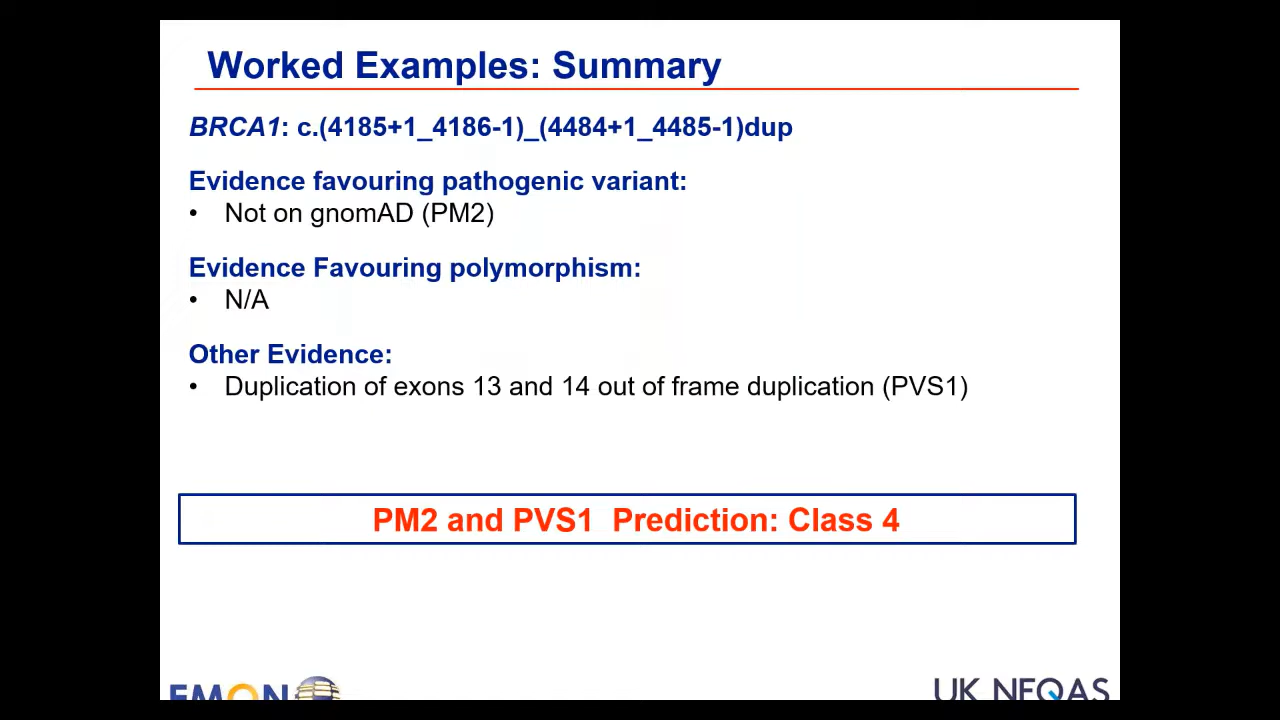 Worked Examples: Summary
BRCA1: c.(4185+1_4186-1)_(4484+1_4485-1)dup
Evidence favouring pathogenic variant:
• Not on gnomAD (PM2)
Evidence Favouring polymorphism:
• N/A
Other Evidence:
• Duplication of exons 13 and 14 out of frame duplication (PVS1)
PM2 and PVS1 Prediction: Class 4
EMQN
UK NEQAS